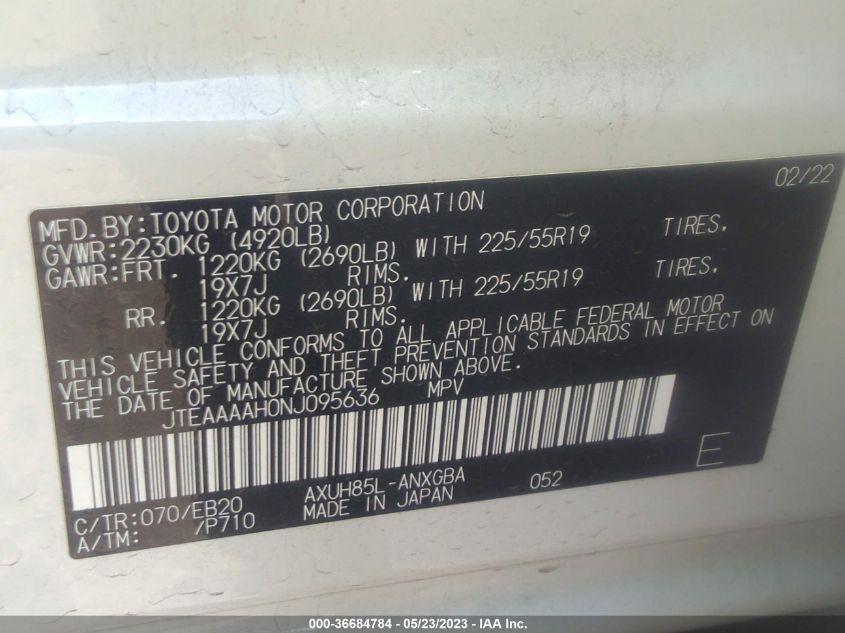 02/22
MFD.BY:TOYOTA MOTOR CORPORATION
GVWR:2230KG (4920LB)
GAWR:FRT. 1220KG (2690LB) WITH 225/55R19 TIRES.
19X7J RIMS.
RR. 1220KG (2690LB) WITH 225/55R19 TIRES.
19X7J RIMS.
THIS VEHICLE CONFORMS TO ALL APPLICABLE FEDERAL MOTOR
VEHICLE SAFETY AND THEFT PREVENTION STANDARDS IN EFFECT ON
THE DATE OF MANUFACTURE SHOWN ABOVE.
JTEAAAAH0NJ095636 MPV
E
C/TR:070/EB20 AXUH85L-ANXGBA 052
A/TM: /P710 MADE IN JAPAN
000-36684784 - 05/23/2023 - IAA Inc.